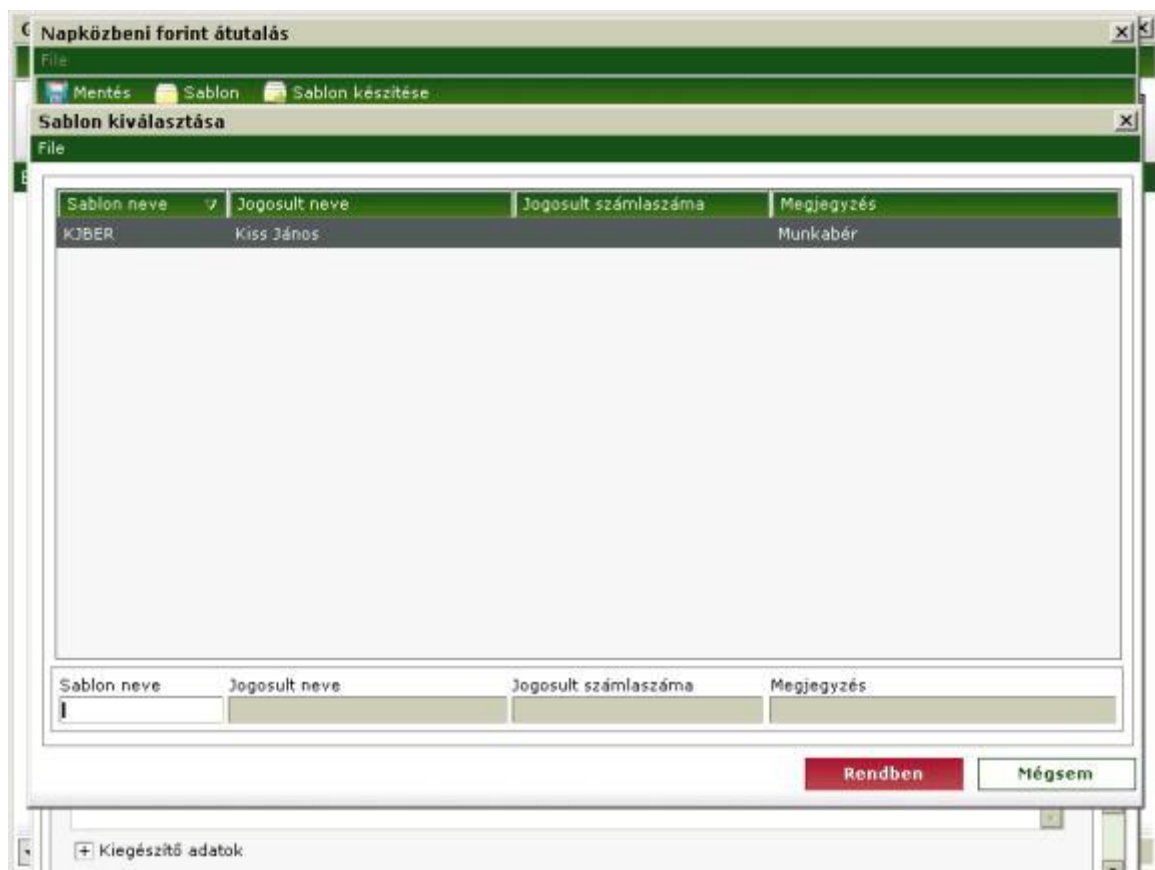 Napközbeni forint átutalás
File
Mentés Sablon Sablon készítése
Sablon kiválasztása
File
Sablon neve Jogosult neve Jogosult számlaszáma Megjegyzés
KJBER Kiss János Munkabér
Sablon neve Jogosult neve Jogosult számlaszáma Megjegyzés
Rendben Mégsem
Kiegészítő adatok